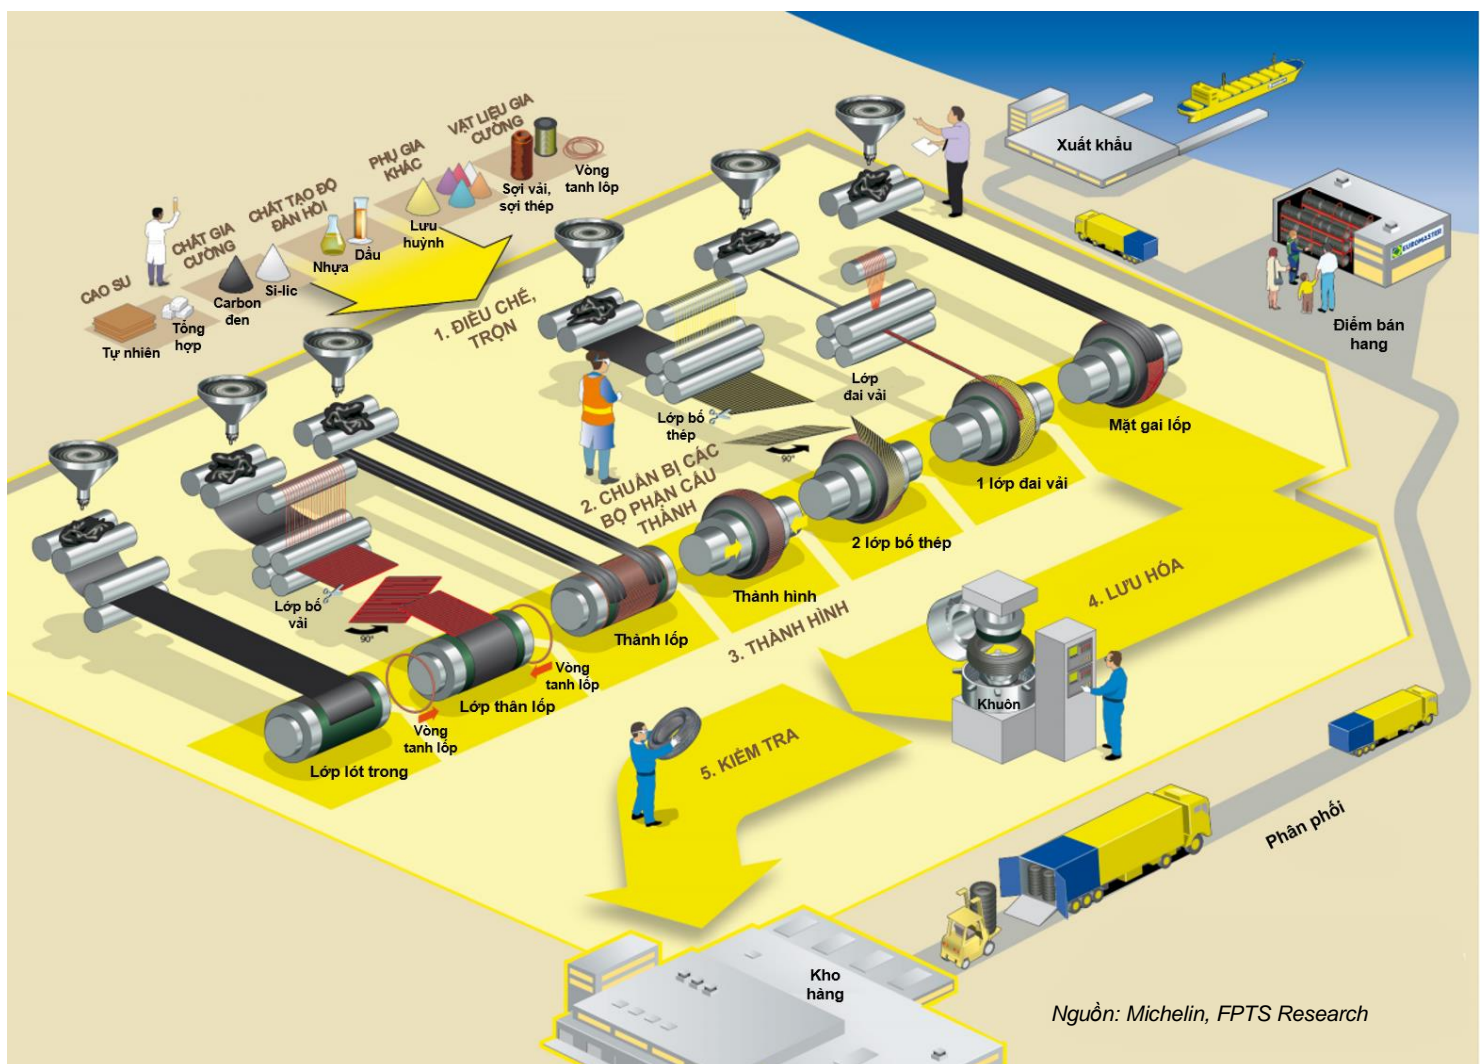 CAO SU
Tự nhiên
Tổng
hợp
CHẤT GIA
CƯỜNG
Carbon
đen
Si-lic
CHẤT TẠO ĐỘ
ĐÀN HỒI
Nhựa
Dầu
PHỤ GIA
KHÁC
Lưu
huỳnh
VẬT LIỆU GIA
CƯỜNG
Sợi vải,
sợi thép
Vòng
tanh lốp
1. ĐIỀU CHẾ,
TRỘN
Xuất khẩu
EUROMASTER
Điểm bán
hang
Lớp
đai vải
Lớp bố
thép
90°
Mặt gai lốp
1 lớp đai vải
2. CHUẨN BỊ CÁC
BỘ PHẬN CẤU
THÀNH
2 lớp bố thép
Thành hình
3. THÀNH HÌNH
Lớp bố
vải
90°
Thành lốp
Vòng
tanh lốp
Lớp thân lốp
Vòng
tanh lốp
Lớp lót trong
4. LƯU HÓA
Khuôn
5. KIỂM TRA
Phân phối
Kho
hàng
Nguồn: Michelin, FPTS Research